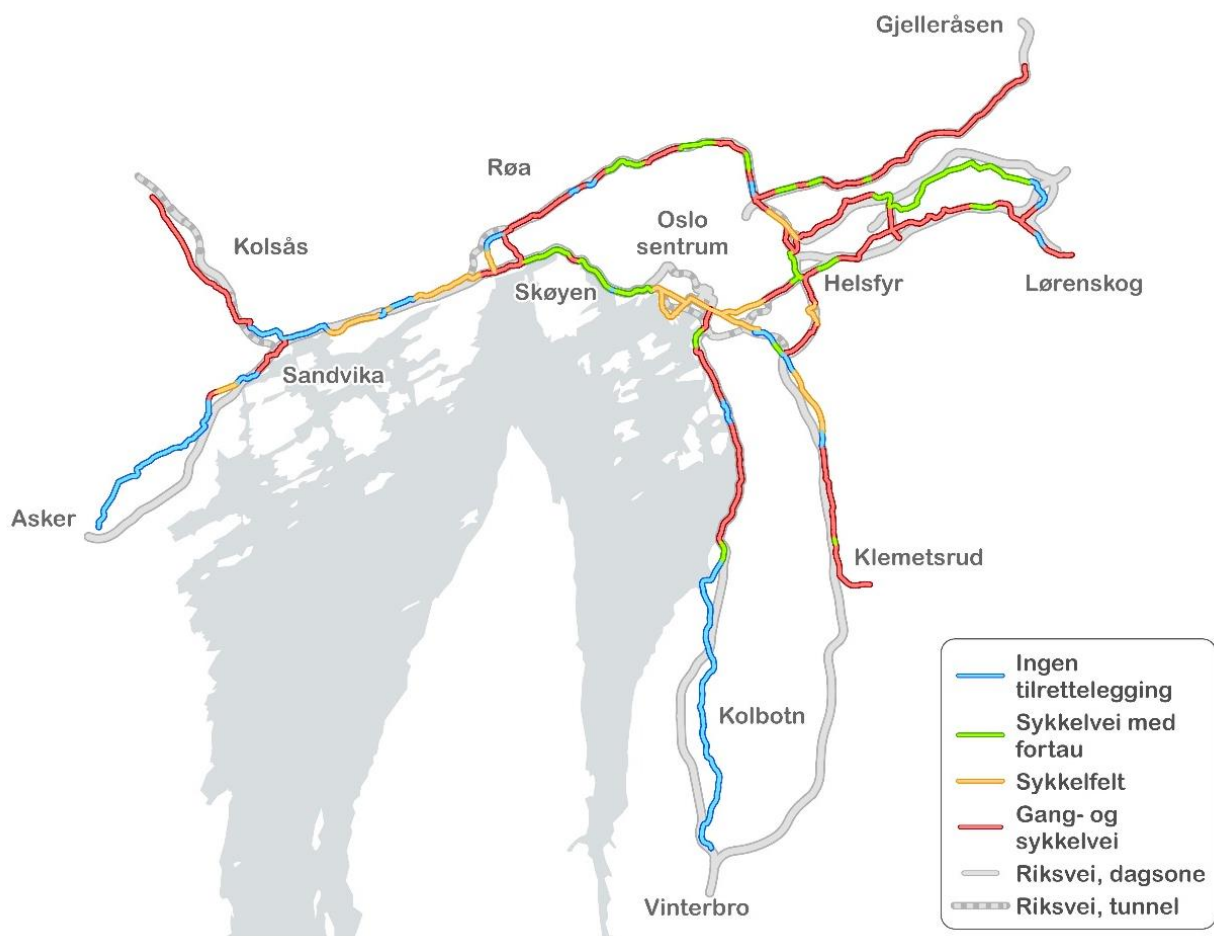 Gjelleråsen
Røa
Kolsås
Oslo
sentrum
Skøyen
Helsfyr
Lørenskog
Sandvika
Asker
Klemetsrud
Kolbotn
Vinterbro
Ingen
tilrettelegging
Sykkelvei med
fortau
Sykkelfelt
Gang- og
sykkelvei
Riksvei, dagsone
Riksvei, tunnel